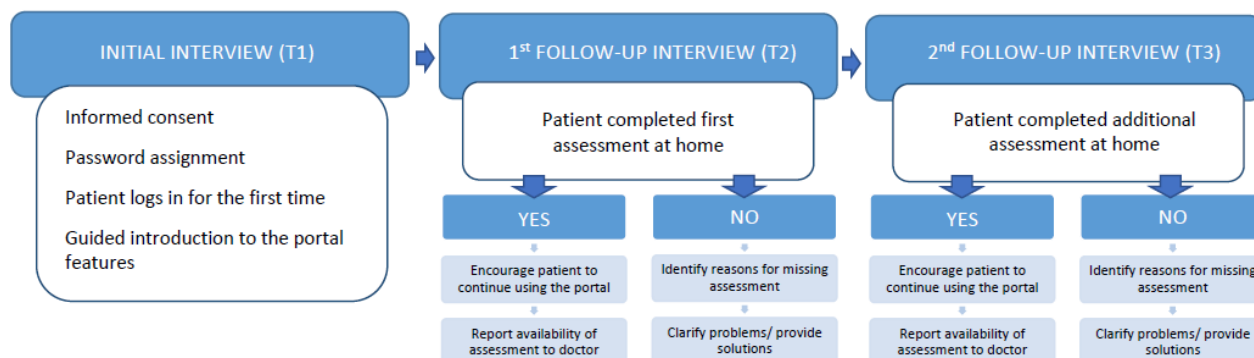 INITIAL INTERVIEW (T1)
Informed consent
Password assignment
Patient logs in for the first time
Guided introduction to the portal
features
1st FOLLOW-UP INTERVIEW (T2)
Patient completed first
assessment at home
YES
Encourage patient to
continue using the portal
Report availability of
assessment to doctor
NO
Identify reasons for missing
assessment
Clarify problems/ provide
solutions
2nd FOLLOW-UP INTERVIEW (T3)
Patient completed additional
assessment at home
YES
Encourage patient to
continue using the portal
Report availability of
assessment to doctor
NO
Identify reasons for missing
assessment
Clarify problems/ provide
solutions